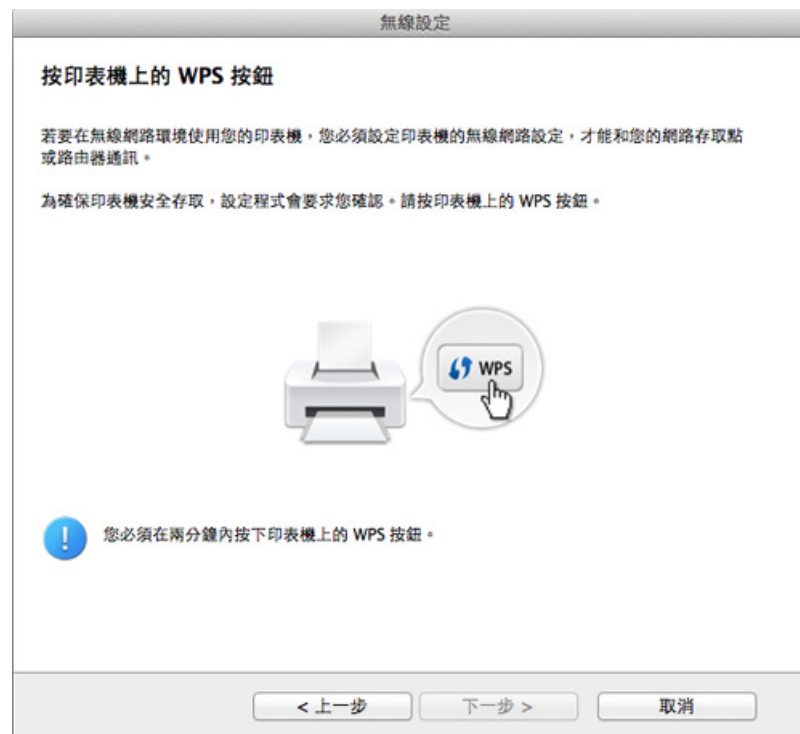 無線設定
按印表機上的 WPS 按鈕
若要在無線網路環境使用您的印表機，您必須設定印表機的無線網路設定，才能和您的網路存取點
或路由器通訊。
為確保印表機安全存取，設定程式會要求您確認。請按印表機上的 WPS 按鈕。
WPS
您必須在兩分鐘內按下印表機上的 WPS 按鈕。
< 上一步
下一步 >
取消